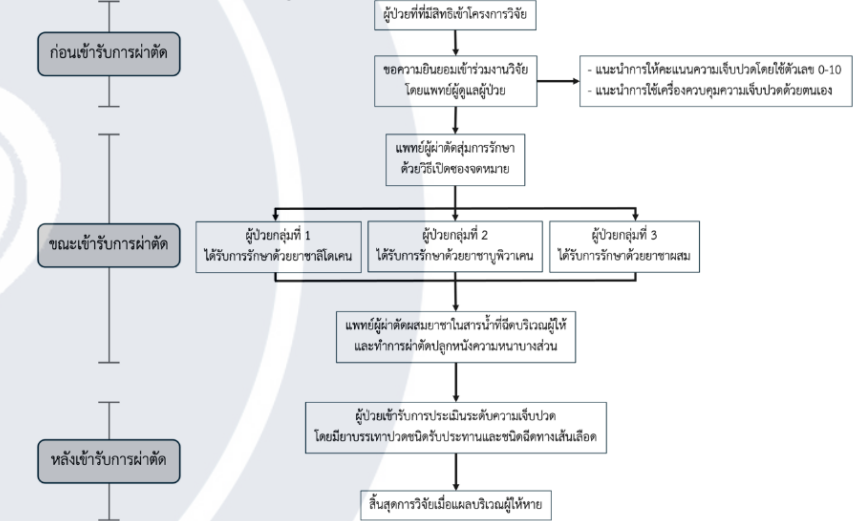 ผู้ป่วยที่ที่มีสิทธิเข้าโครงการวิจัย
ก่อนเข้ารับการผ่าตัด
ขอความยินยอมเข้าร่วมงานวิจัย
โดยแพทย์ผู้ดูแลผู้ป่วย
- แนะนำการให้คะแนนความเจ็บปวดโดยใช้ตัวเลข 0-10
- แนะนำการใช้เครื่องควบคุมความเจ็บปวดด้วยตนเอง
แพทย์ผู้ผ่าตัดสุ่มการรักษา
ด้วยวิธีเปิดซองจดหมาย
ขณะเข้ารับการผ่าตัด
ผู้ป่วยกลุ่มที่ 1
ได้รับการรักษาด้วยยาชาลิโดเคน
ผู้ป่วยกลุ่มที่ 2
ได้รับการรักษาด้วยยาชาบูพิวาเคน
ผู้ป่วยกลุ่มที่ 3
ได้รับการรักษาด้วยยาชาผสม
แพทย์ผู้ผ่าตัดผสมยาชาในสารน้ำที่ฉีดบริเวณผู้ให้
และทำการผ่าตัดปลูกหนังความหนาบางส่วน
ผู้ป่วยเข้ารับการประเมินระดับความเจ็บปวด
โดยมียาบรรเทาปวดชนิดรับประทานและชนิดฉีดทางเส้นเลือด
หลังเข้ารับการผ่าตัด
สิ้นสุดการวิจัยเมื่อแผลบริเวณผู้ให้หาย